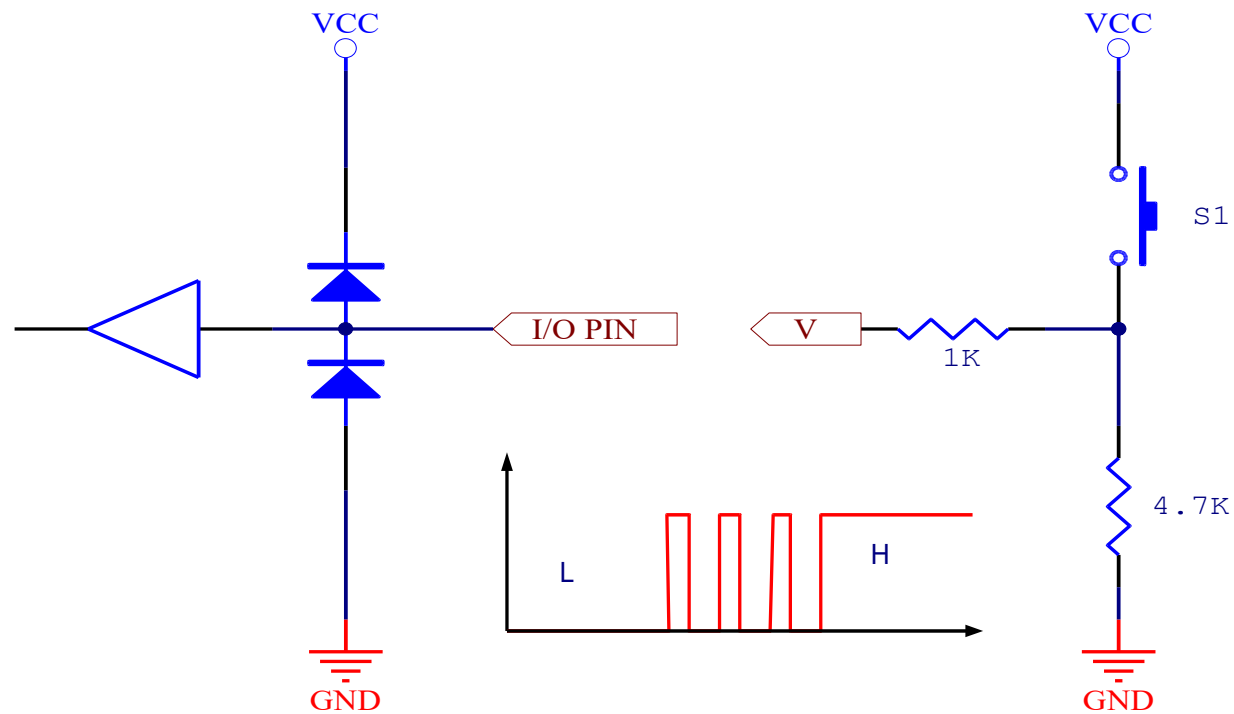 VCC
VCC
S1
I/O PIN
V
1K
4.7K
L
H
GND
GND